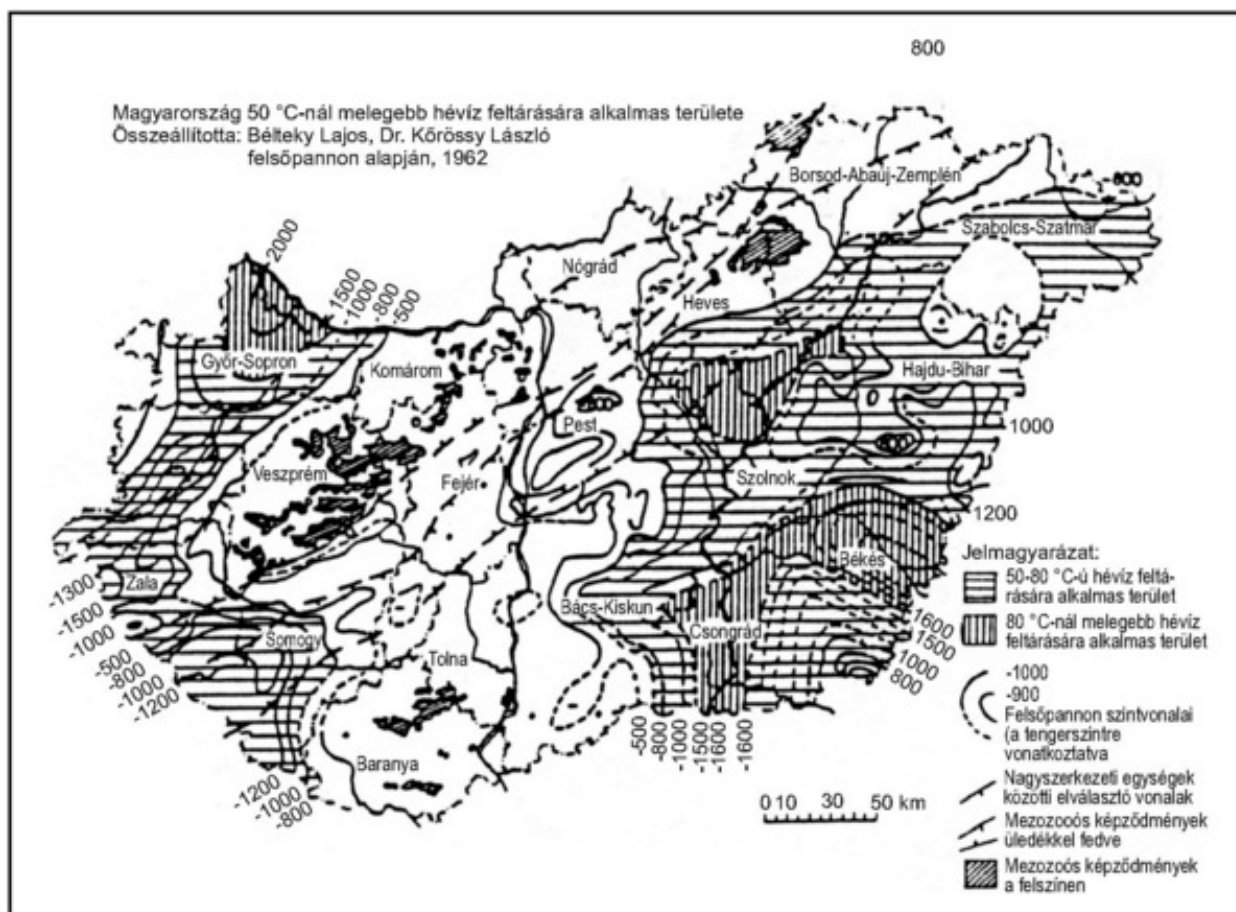 800
Magyarország 50 °C-nál melegebb hévíz feltárására alkalmas területe
Összeállította: Bélteky Lajos, Dr. Kőrössy László
felsőpannon alapján, 1962
Borsod-Abaúj-Zemplén
-800
Szabolcs-Szatmár
2000
Nógrád
-1500
-1000
-800
-500
Heves
Győr-Sopron
Komárom
Hajdu-Bihar
1000
Pest
Veszprém
Fejér
Szolnok
1200
Békés
Zala
-1300
-1500
-1000
-500
-800
-1000
-1200
Somogy
Bács-Kiskun
Csongrád
1600
1500
1000
800
Tolna
Baranya
-1200
-1000
-800
-500
-800
-1000
-1500
-1600
-1600
0 10 30 50 km
Jelmagyarázat:
50-80 °C-ú hévíz feltá-
rására alkalmas terület
80 °C-nál melegebb hévíz
feltárására alkalmas terület
-1000
-900
Felsőpannon szintvonalai
(a tengerszintre
vonatkoztatva
Nagyszerkezeti egységek
közötti elválasztó vonalak
Mezozoós képződmények
üledékkel fedve
Mezozoós képződmények
a felszínen